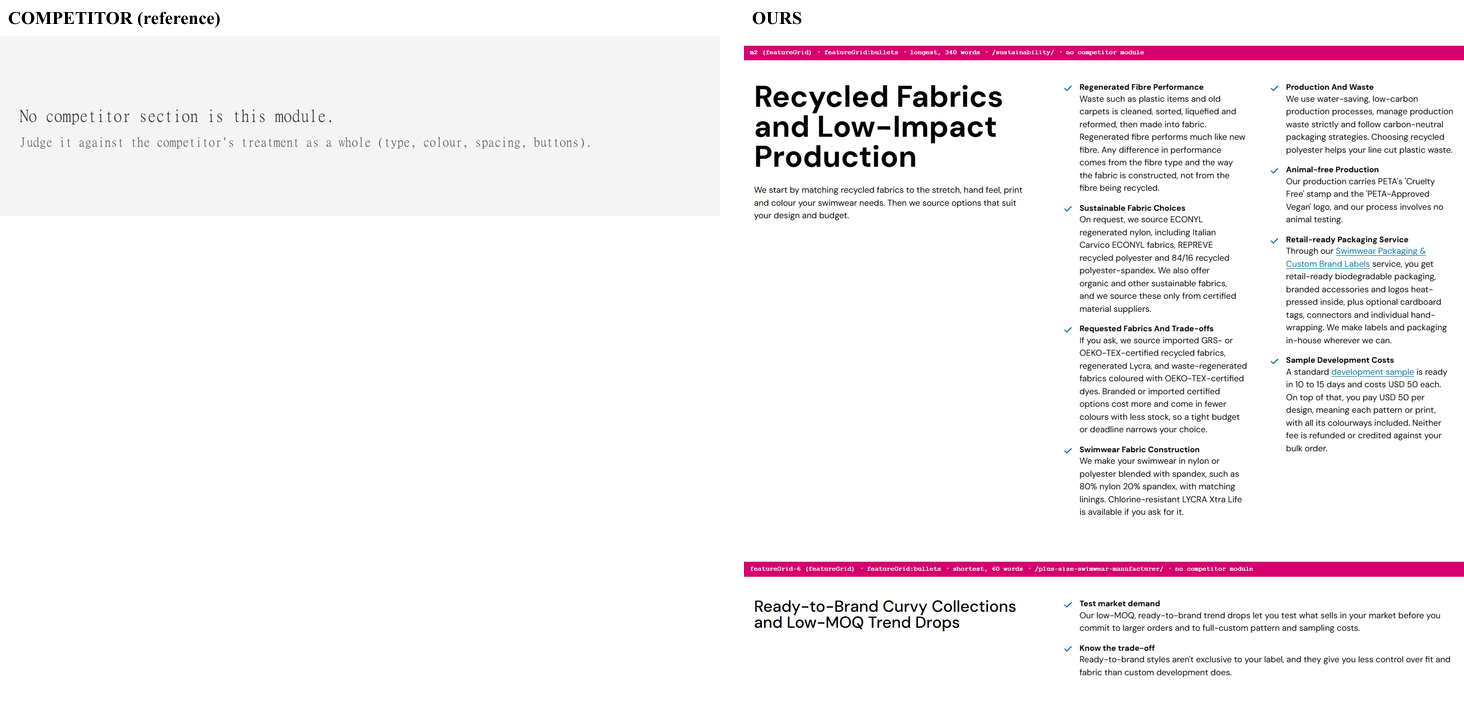 COMPETITOR (reference)
No competitor section is this module.
Judge it against the competitor's treatment as a whole (type, colour, spacing, buttons).
OURS
m2 (featureGrid) · featureGrid:bullets · longest, 340 words · /sustainability/ · no competitor module
Recycled Fabrics
and Low-Impact
Production
We start by matching recycled fabrics to the stretch, hand feel, print
and colour your swimwear needs. Then we source options that suit
your design and budget.
Regenerated Fibre Performance
Waste such as plastic items and old
carpets is cleaned, sorted, liquefied and
reformed, then made into fabric.
Regenerated fibre performs much like new
fibre. Any difference in performance
comes from the fibre type and the way
the fabric is constructed, not from the
fibre being recycled.
Sustainable Fabric Choices
On request, we source ECONYL
regenerated nylon, including Italian
Carvico ECONYL fabrics, REPREVE
recycled polyester and 84/16 recycled
polyester-spandex. We also offer
organic and other sustainable fabrics,
and we source these only from certified
material suppliers.
Requested Fabrics And Trade-offs
If you ask, we source imported GRS- or
OEKO-TEX-certified recycled fabrics,
regenerated Lycra, and waste-regenerated
fabrics coloured with OEKO-TEX-certified
dyes. Branded or imported certified
options cost more and come in fewer
colours with less stock, so a tight budget
or deadline narrows your choice.
Swimwear Fabric Construction
We make your swimwear in nylon or
polyester blended with spandex, such as
80% nylon 20% spandex, with matching
linings. Chlorine-resistant LYCRA Xtra Life
is available if you ask for it.
Production And Waste
We use water-saving, low-carbon
production processes, manage production
waste strictly and follow carbon-neutral
packaging strategies. Choosing recycled
polyester helps your line cut plastic waste.
Animal-free Production
Our production carries PETA's 'Cruelty
Free' stamp and the 'PETA-Approved
Vegan' logo, and our process involves no
animal testing.
Retail-ready Packaging Service
Through our Swimwear Packaging &
Custom Brand Labels service, you get
retail-ready biodegradable packaging,
branded accessories and logos heat-
pressed inside, plus optional cardboard
tags, connectors and individual hand-
wrapping. We make labels and packaging
in-house wherever we can.
Sample Development Costs
A standard development sample is ready
in 10 to 15 days and costs USD 50 each.
On top of that, you pay USD 50 per
design, meaning each pattern or print,
with all its colourways included. Neither
fee is refunded or credited against your
bulk order.
featureGrid-6 (featureGrid) · featureGrid:bullets · shortest, 60 words · /plus-size-swimwear-manufacturer/ · no competitor module
Ready-to-Brand Curvy Collections
and Low-MOQ Trend Drops
Test market demand
Our low-MOQ, ready-to-brand trend drops let you test what sells in your market before you
commit to larger orders and to full-custom pattern and sampling costs.
Know the trade-off
Ready-to-brand styles aren't exclusive to your label, and they give you less control over fit and
fabric than custom development does.